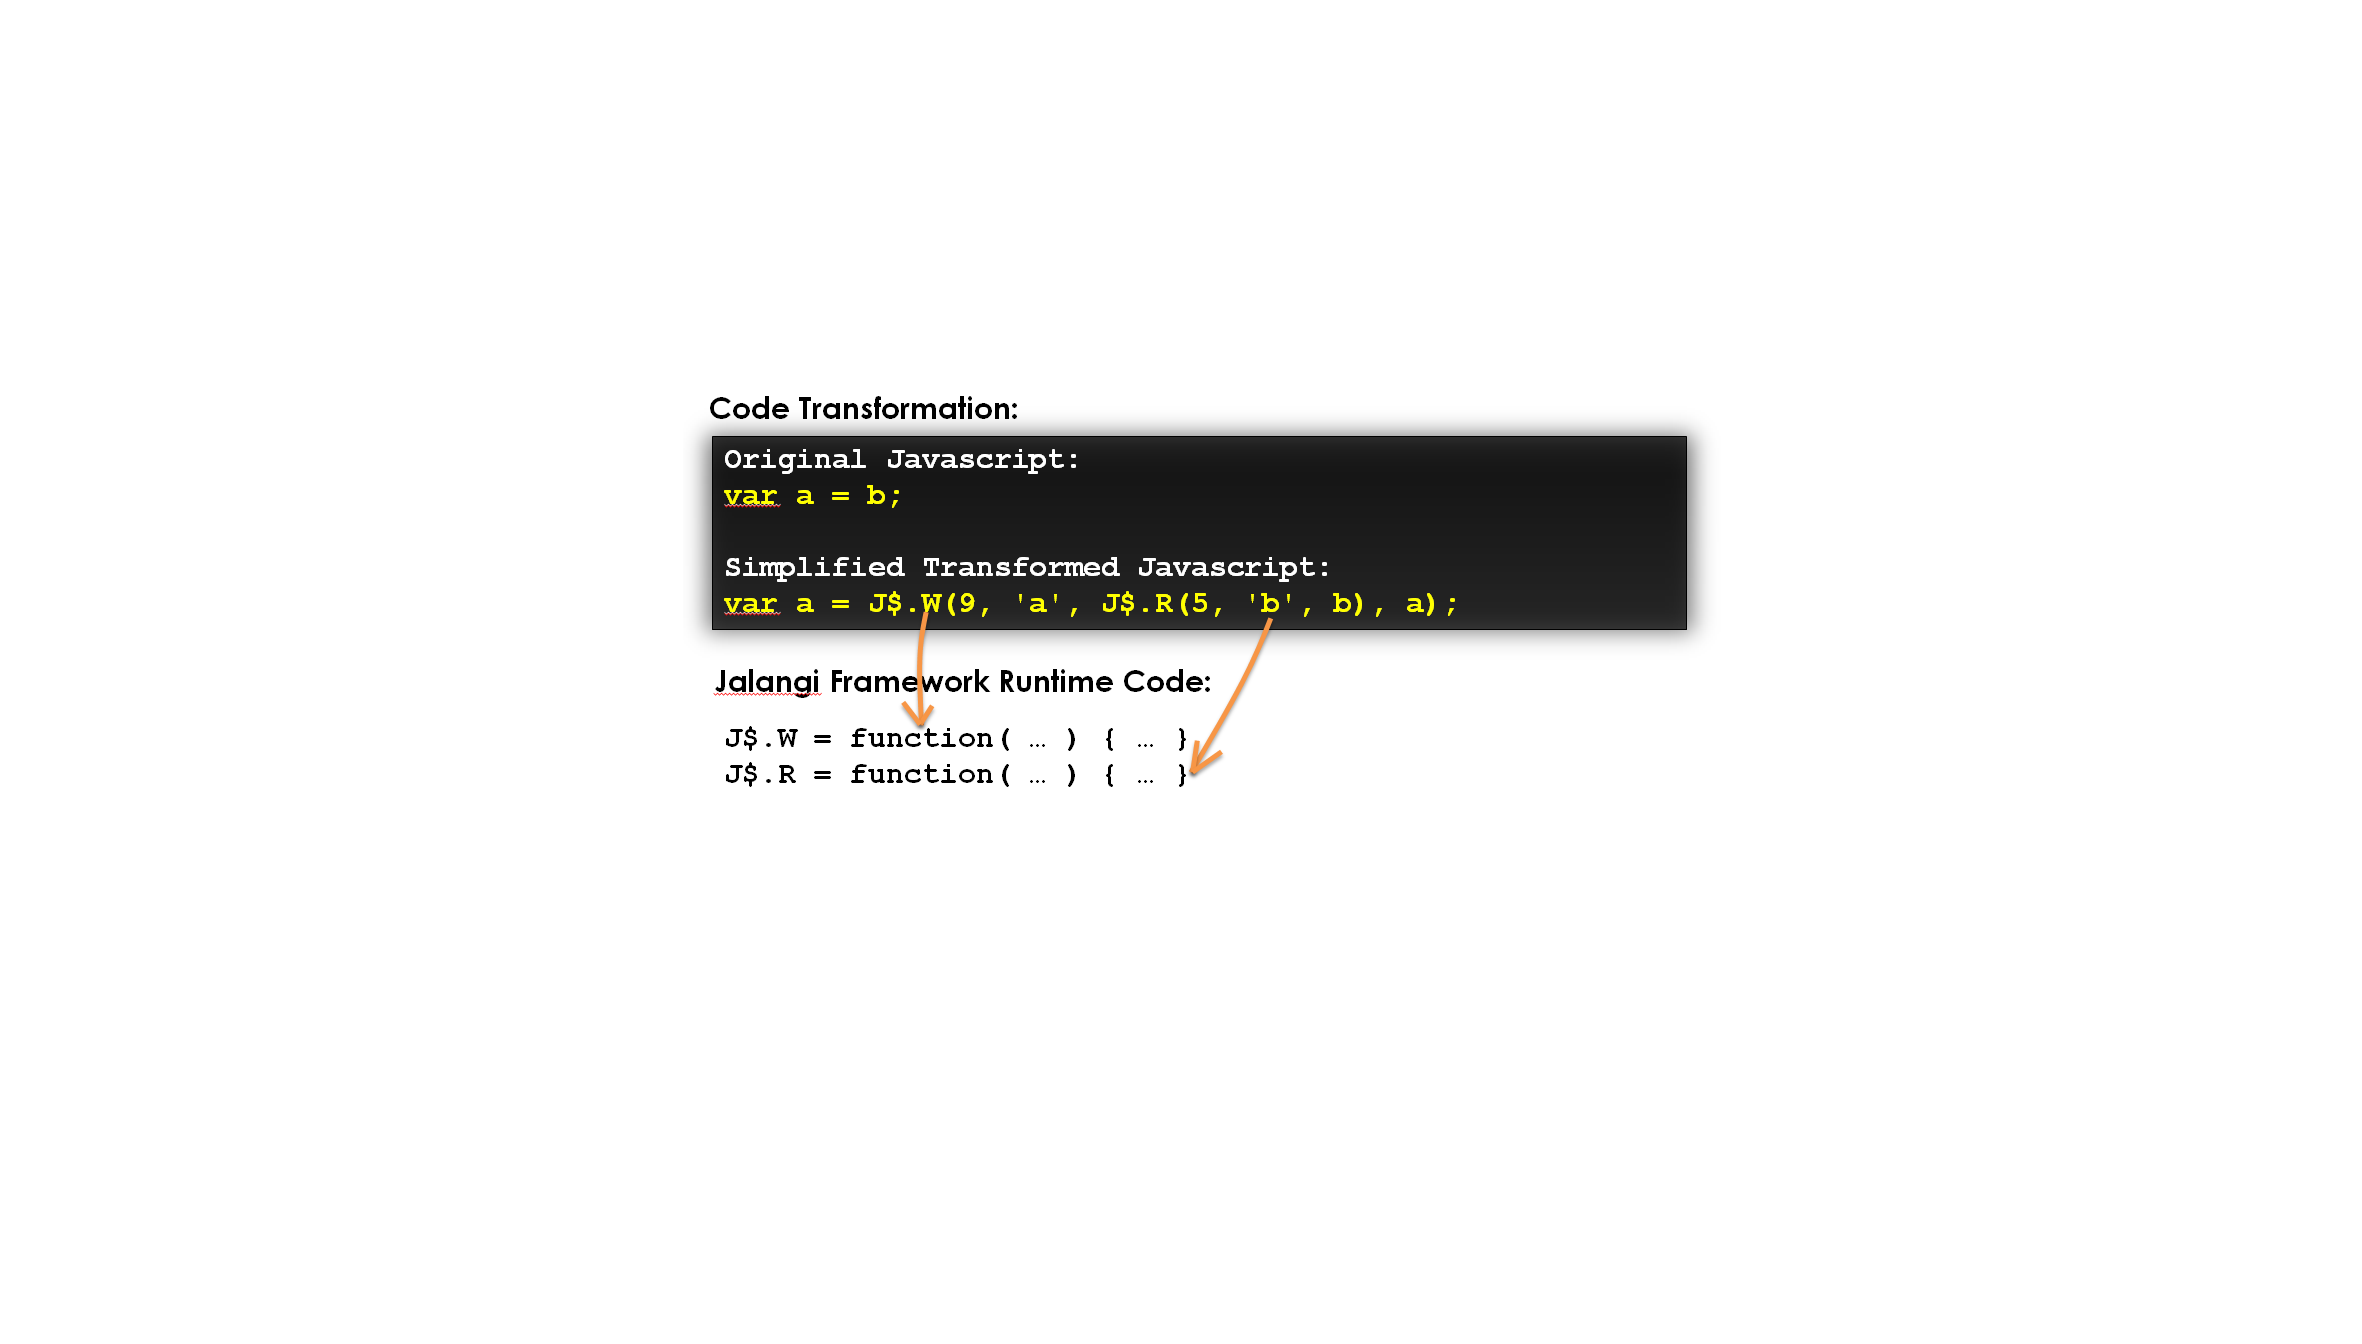 Code Transformation:
Original Javascript:
var a = b;
Simplified Transformed Javascript:
var a = J$.W(9, 'a', J$.R(5, 'b', b), a);
Jalangi Framework Runtime Code:
J$.W = function( … ) { … }
J$.R = function( … ) { … }